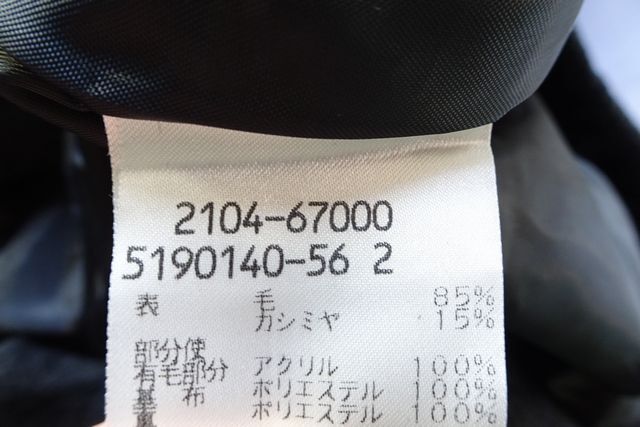 2104-67000
5190140-56 2
表 毛 85%
カシミヤ 15%
部分使
有毛部分 アクリル 100%
基布 ポリエステル 100%
ポリエステル 100%